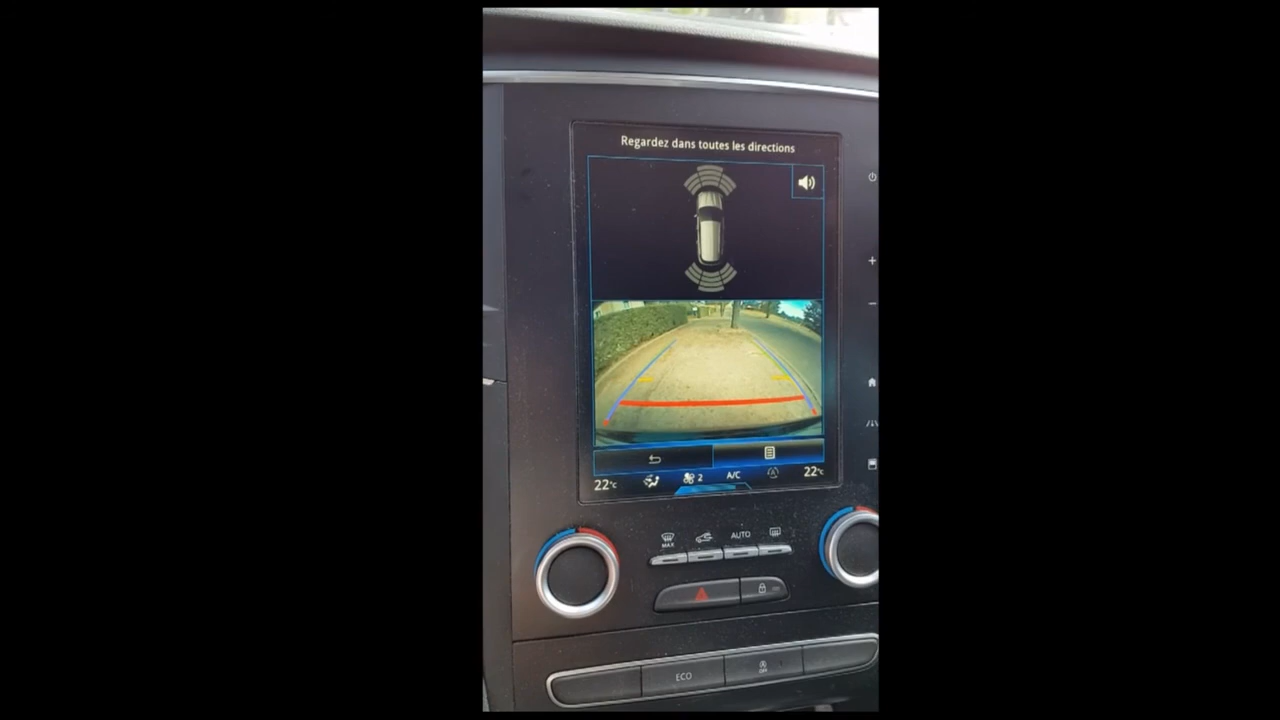 Regardez dans toutes les directions
22°C
2
A/C
22°C
MAX
AUTO
ECO
OFF